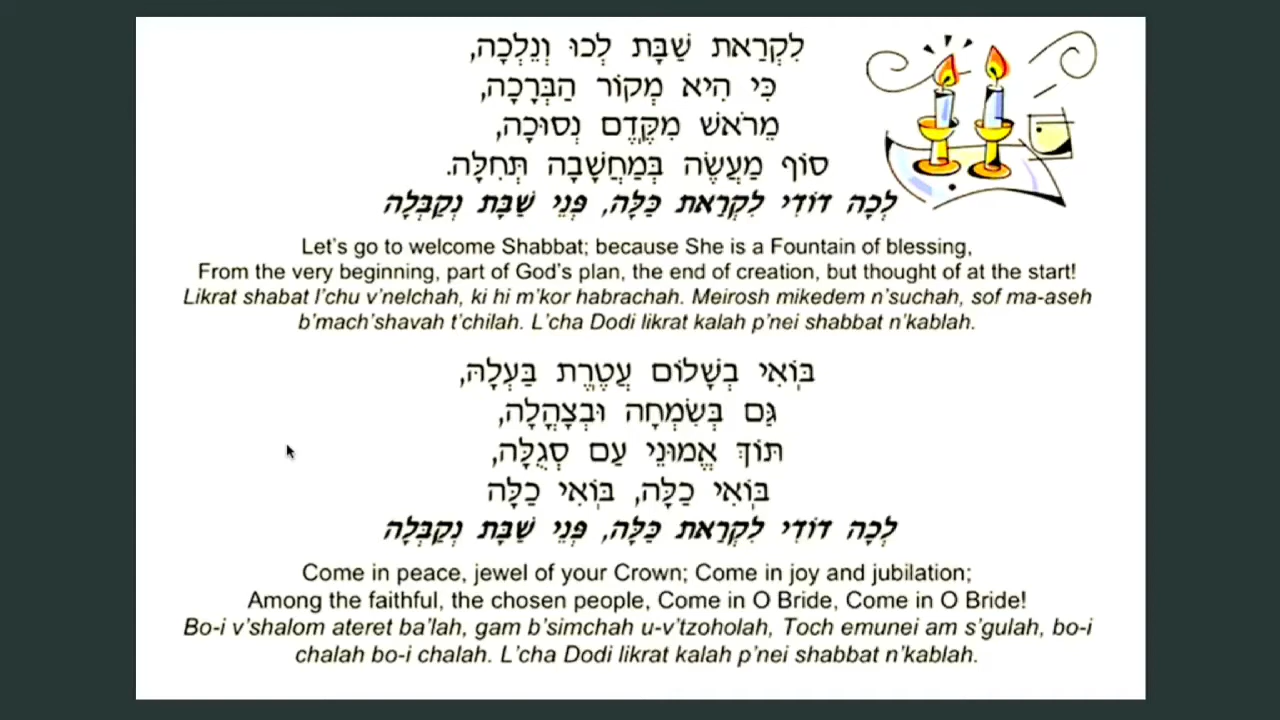 לִקְרַאת שַׁבָּת לְכוּ וְנֵלְכָה,
כִּי הִיא מְקוֹר הַבְּרָכָה,
מֵרֹאשׁ מִקֶּֽדֶם נְסוּכָה,
סוֹף מַעֲשֶׂה בְּמַחֲשָׁבָה תְּחִלָּה.
לְכָה דוֹדִי לִקְרַאת כַּלָּה, פְּנֵי שַׁבָּת נְקַבְּלָה
Let’s go to welcome Shabbat; because She is a Fountain of blessing,
From the very beginning, part of God’s plan, the end of creation, but thought of at the start!
Likrat shabat l’chu v’nelchah, ki hi m’kor habrachah. Meirosh mikedem n’suchah, sof ma-aseh
b’mach’shavah t’chilah. L’cha Dodi likrat kalah p’nei shabbat n’kablah.
בּֽוֹאִי בְשָׁלוֹם עֲטֶֽרֶת בַּעְלָהּ,
גַּם בְּשִׂמְחָה וּבְצָהֳלָה,
תּוֹךְ אֱמוּנֵי עַם סְגֻלָּה,
בּֽוֹאִי כַלָּה, בּֽוֹאִי כַלָּה
לְכָה דוֹדִי לִקְרַאת כַּלָּה, פְּנֵי שַׁבָּת נְקַבְּלָה
Come in peace, jewel of your Crown; Come in joy and jubilation;
Among the faithful, the chosen people, Come in O Bride, Come in O Bride!
Bo-i v’shalom ateret ba’lah, gam b’simchah u-v’tzoholah, Toch emunei am s’gulah, bo-i
chalah bo-i chalah. L’cha Dodi likrat kalah p’nei shabbat n’kablah.